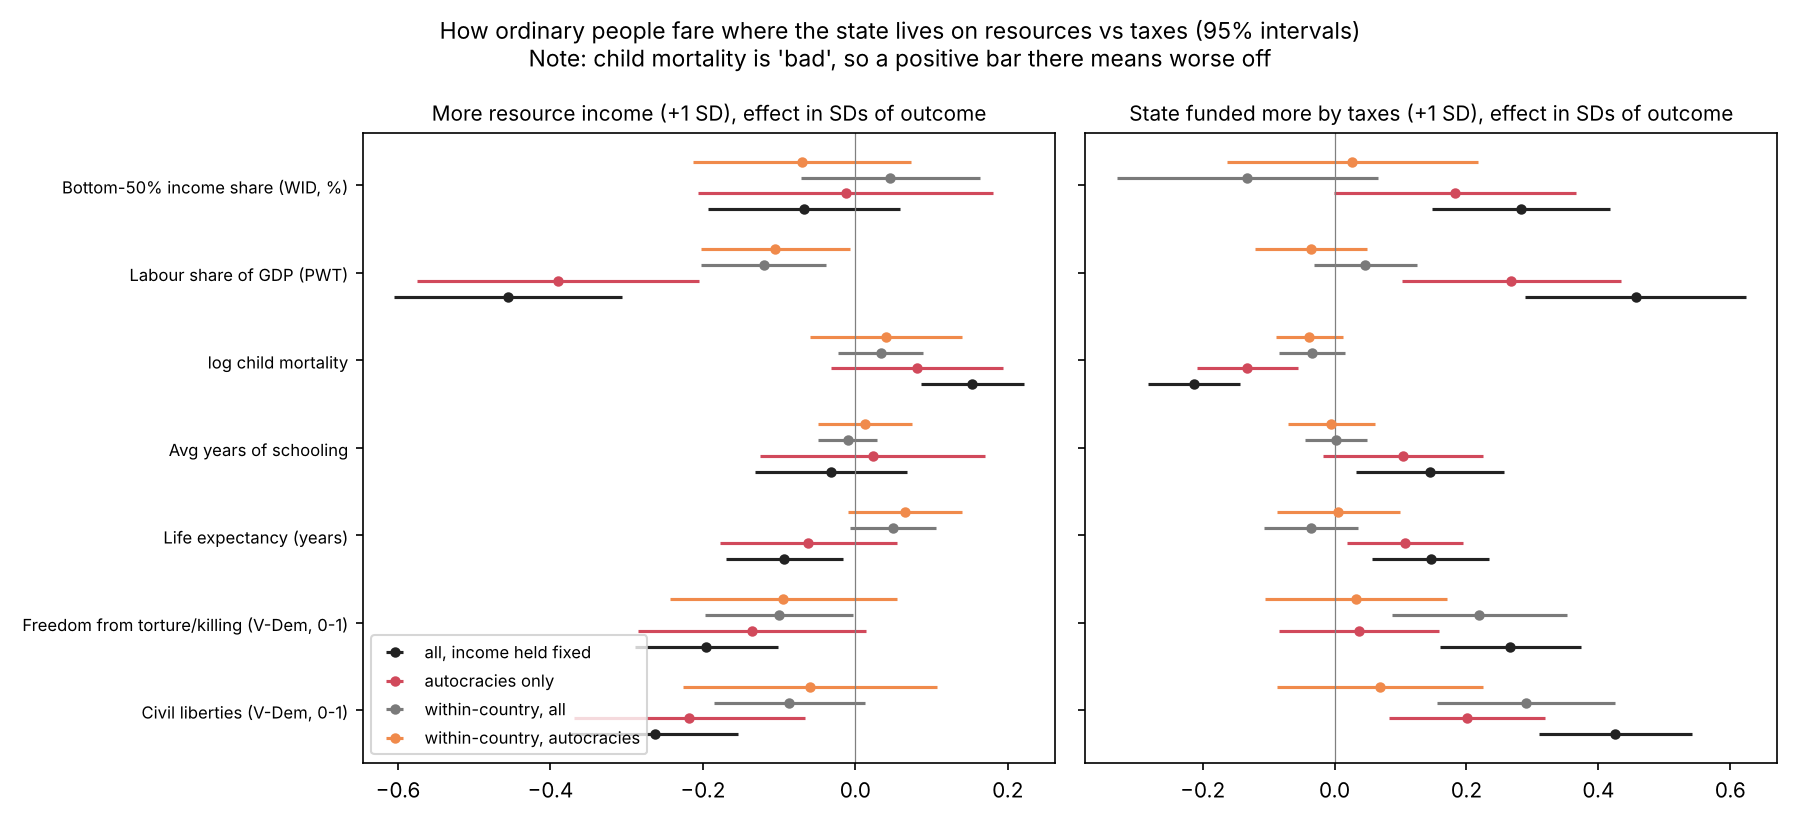 How ordinary people fare where the state lives on resources vs taxes (95% intervals)
Note: child mortality is 'bad', so a positive bar there means worse off
More resource income (+1 SD), effect in SDs of outcome
State funded more by taxes (+1 SD), effect in SDs of outcome
Bottom-50% income share (WID, %)
Labour share of GDP (PWT)
log child mortality
Avg years of schooling
Life expectancy (years)
Freedom from torture/killing (V-Dem, 0-1)
Civil liberties (V-Dem, 0-1)
all, income held fixed
autocracies only
within-country, all
within-country, autocracies
−0.6 −0.4 −0.2 0.0 0.2
−0.2 0.0 0.2 0.4 0.6